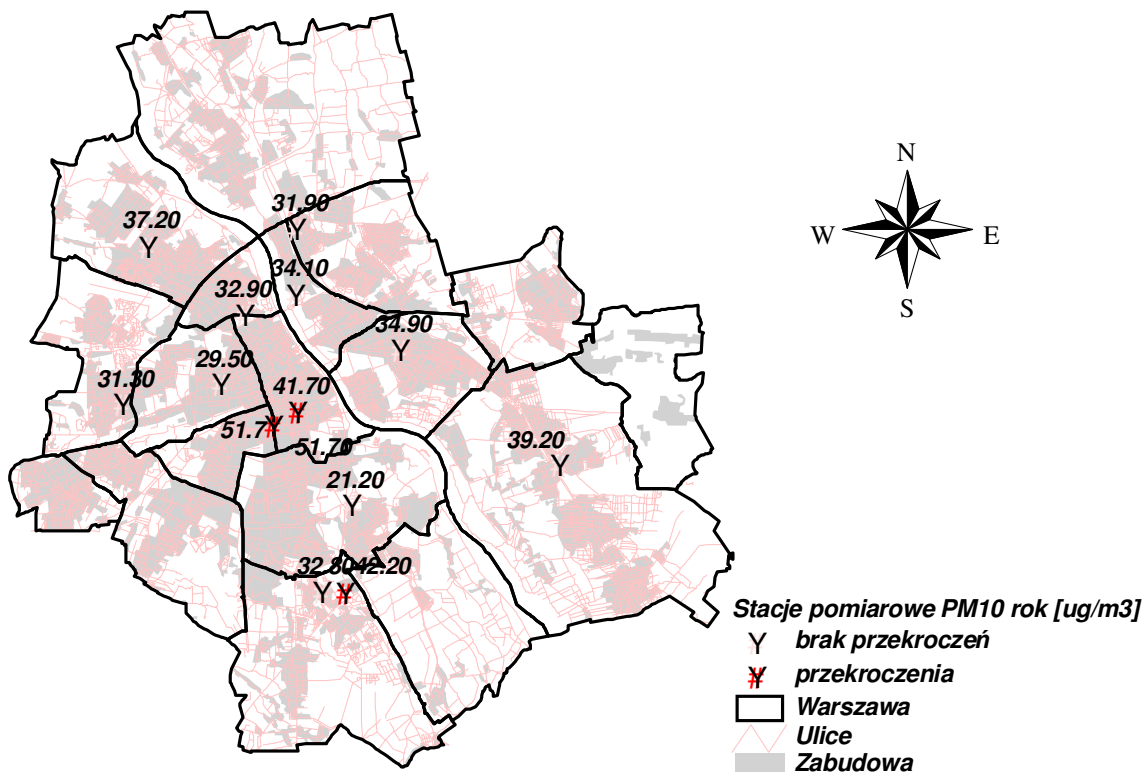 N
W E
S
31.90
37.20
34.10
32.90
34.90
29.50
31.30
41.70
51.7
51.70
39.20
21.20
32.80 42.20
Stacje pomiarowe PM10 rok [ug/m3]
brak przekroczeń
przekroczenia
Warszawa
Ulice
Zabudowa